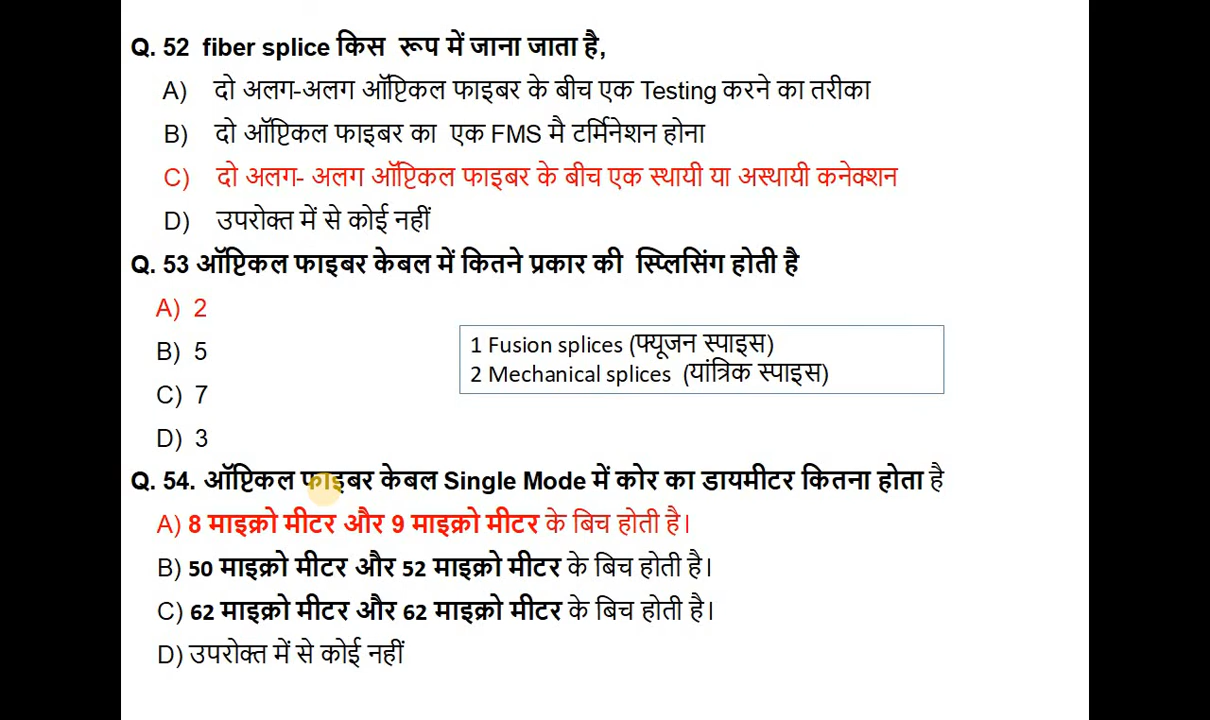 Q. 52 fiber splice किस रूप में जाना जाता है,
A) दो अलग-अलग ऑप्टिकल फाइबर के बीच एक Testing करने का तरीका
B) दो ऑप्टिकल फाइबर का एक FMS मै टर्मिनेशन होना
C) दो अलग- अलग ऑप्टिकल फाइबर के बीच एक स्थायी या अस्थायी कनेक्शन
D) उपरोक्त में से कोई नहीं
Q. 53 ऑप्टिकल फाइबर केबल में कितने प्रकार की स्प्लिसिंग होती है
A) 2
B) 5
C) 7
D) 3
1 Fusion splices (फ्यूजन स्पाइस)
2 Mechanical splices (यांत्रिक स्पाइस)
Q. 54. ऑप्टिकल फाइबर केबल Single Mode में कोर का डायमीटर कितना होता है
A) 8 माइक्रो मीटर और 9 माइक्रो मीटर के बिच होती है।
B) 50 माइक्रो मीटर और 52 माइक्रो मीटर के बिच होती है।
C) 62 माइक्रो मीटर और 62 माइक्रो मीटर के बिच होती है।
D) उपरोक्त में से कोई नहीं